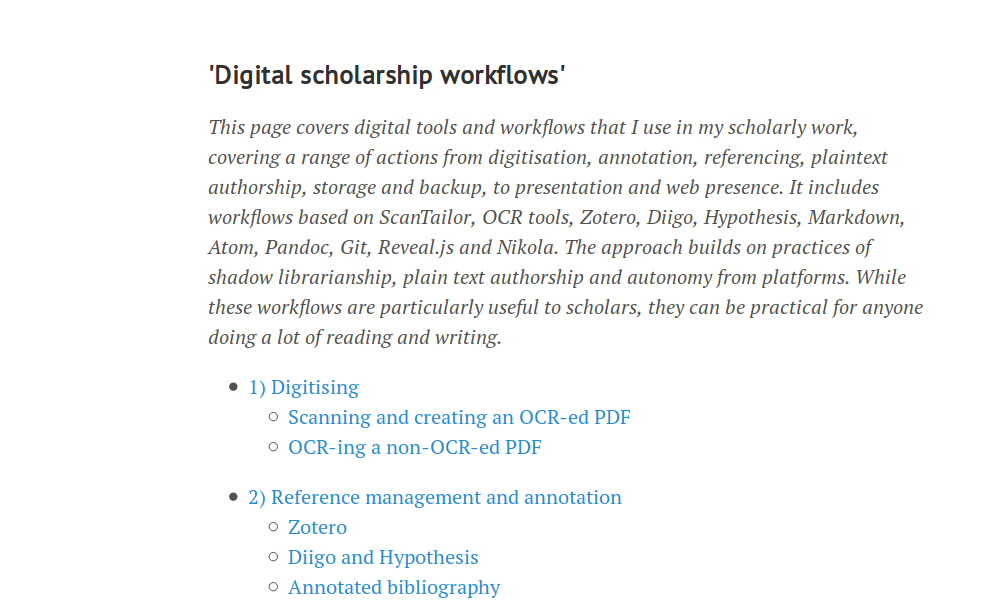 'Digital scholarship workflows'
This page covers digital tools and workflows that I use in my scholarly work,
covering a range of actions from digitisation, annotation, referencing, plaintext
authorship, storage and backup, to presentation and web presence. It includes
workflows based on ScanTailor, OCR tools, Zotero, Diigo, Hypothesis, Markdown,
Atom, Pandoc, Git, Reveal.js and Nikola. The approach builds on practices of
shadow librarianship, plain text authorship and autonomy from platforms. While
these workflows are particularly useful to scholars, they can be practical for anyone
doing a lot of reading and writing.
1) Digitising
Scanning and creating an OCR-ed PDF
OCR-ing a non-OCR-ed PDF
2) Reference management and annotation
Zotero
Diigo and Hypothesis
Annotated bibliography